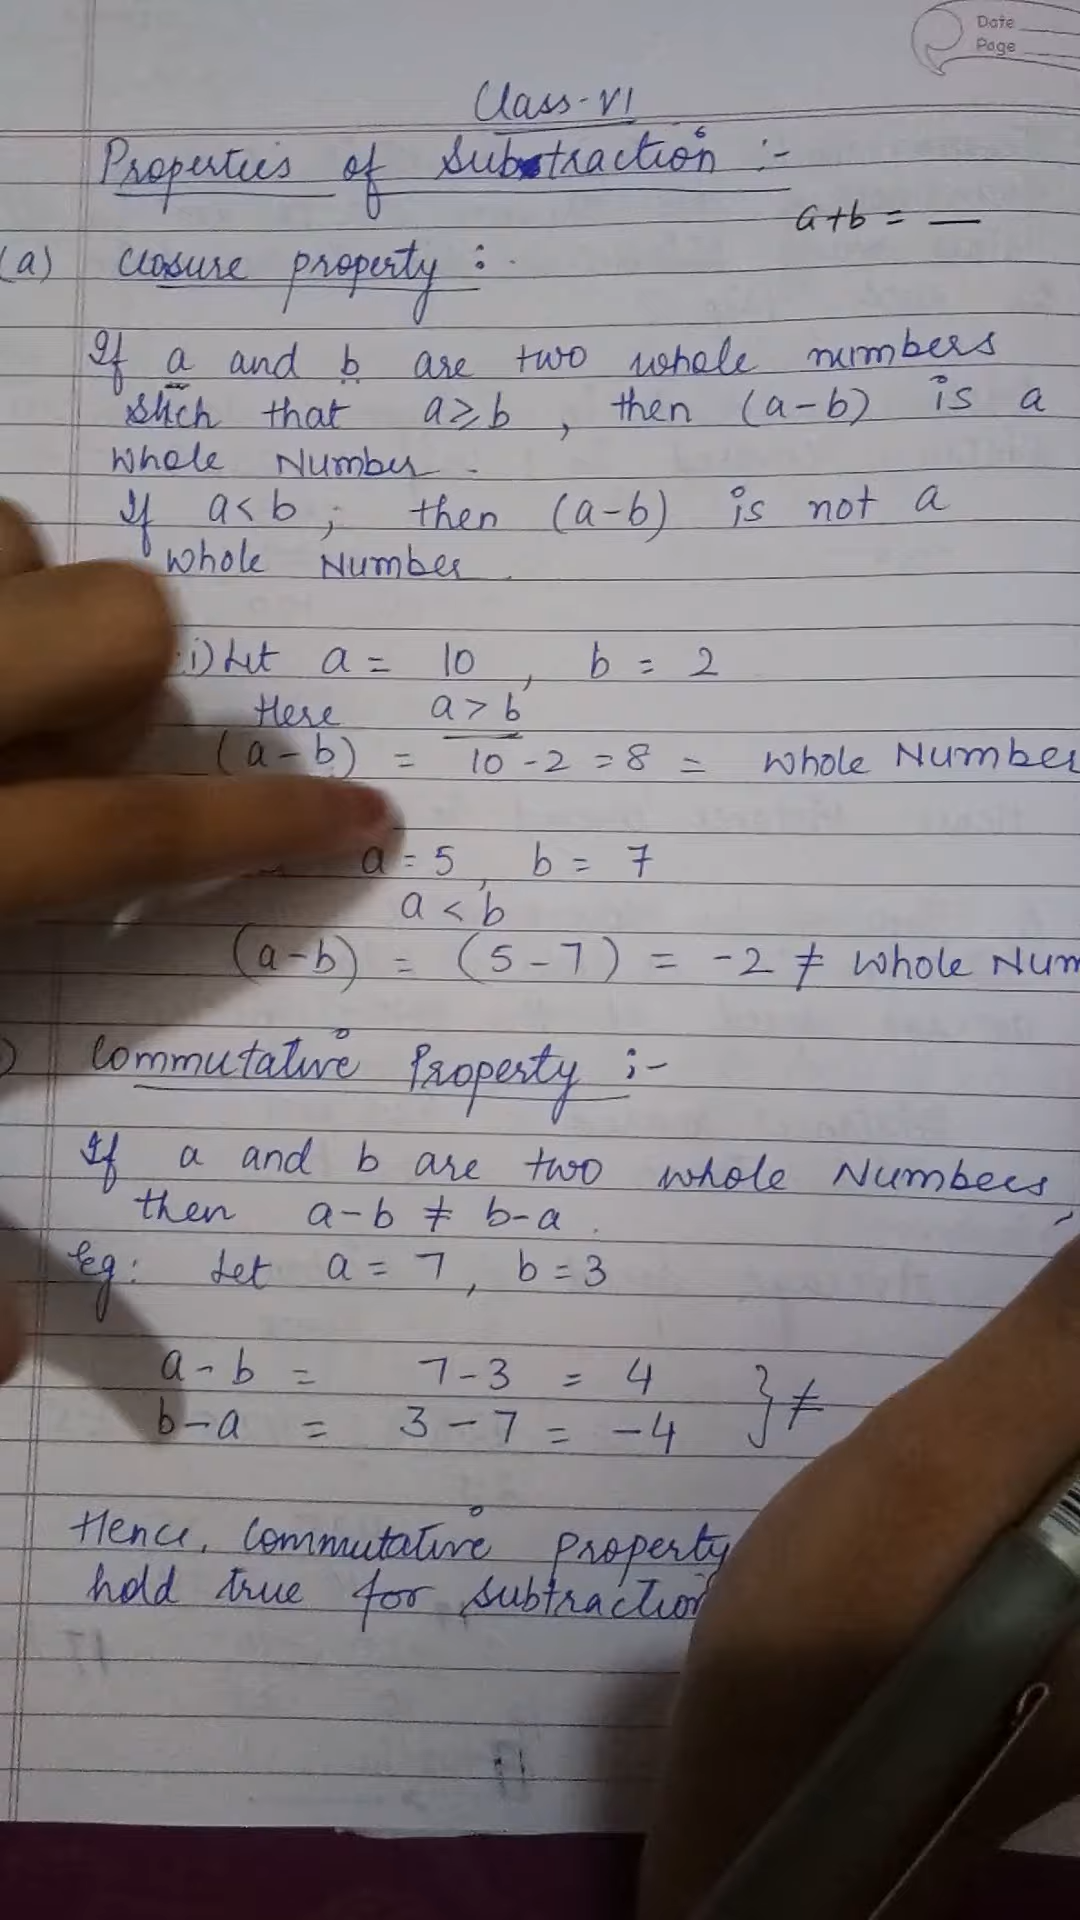 Date
Page
Class-VI
Properties of Subtraction :-
a+b = —
(a) Closure property :
If a and b are two whole numbers
such that a≥b , then (a-b) is a
whole Number.
If a<b ; then (a-b) is not a
whole Number.
i) Let a = 10 , b = 2
Here a > b
(a-b) = 10-2 = 8 = whole Number
a = 5 , b = 7
a < b
(a-b) = (5-7) = -2 ≠ whole Num
) Commutative Property :-
If a and b are two whole Numbers,
then a-b ≠ b-a.
Eg: Let a = 7, b = 3
a-b = 7-3 = 4 } ≠
b-a = 3-7 = -4
Hence, Commutative Property
hold true for subtraction